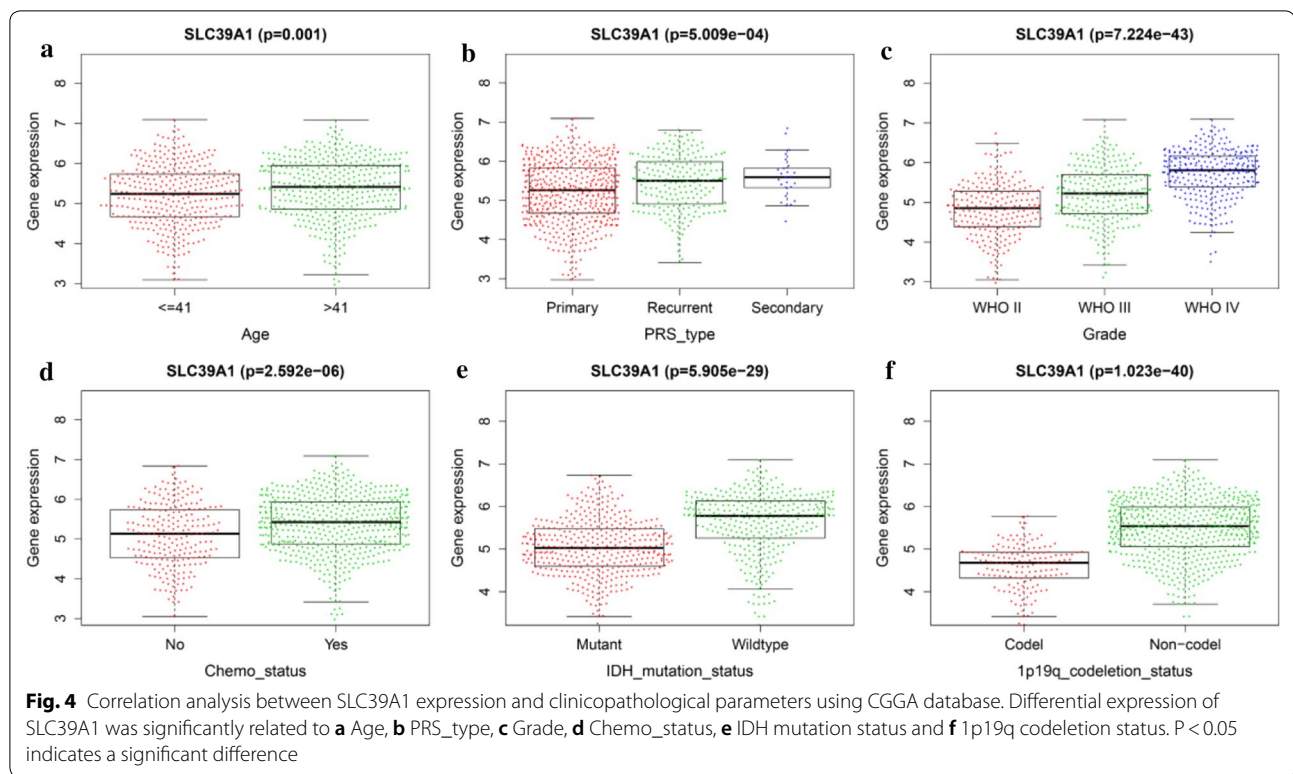 a
SLC39A1 (p=0.001)
Gene expression
8
7
6
5
4
3
<=41
>41
Age
b
SLC39A1 (p=5.009e−04)
Gene expression
8
7
6
5
4
3
Primary
Recurrent
Secondary
PRS_type
c
SLC39A1 (p=7.224e−43)
Gene expression
8
7
6
5
4
3
WHO II
WHO III
WHO IV
Grade
d
SLC39A1 (p=2.592e−06)
Gene expression
8
7
6
5
4
3
No
Yes
Chemo_status
e
SLC39A1 (p=5.905e−29)
Gene expression
8
7
6
5
4
Mutant
Wildtype
IDH_mutation_status
f
SLC39A1 (p=1.023e−40)
Gene expression
8
7
6
5
4
Codel
Non−codel
1p19q_codeletion_status
Fig. 4 Correlation analysis between SLC39A1 expression and clinicopathological parameters using CGGA database. Differential expression of
SLC39A1 was significantly related to a Age, b PRS_type, c Grade, d Chemo_status, e IDH mutation status and f 1p19q codeletion status. P < 0.05
indicates a significant difference